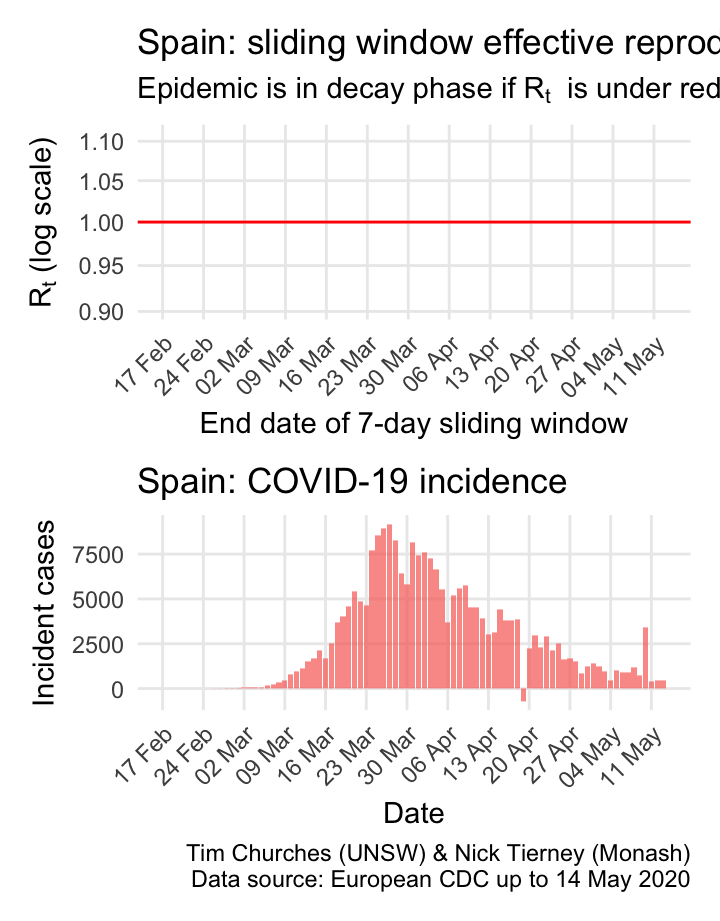 Spain: sliding window effective reprod
Epidemic is in decay phase if Rt is under red
1.10
1.05
1.00
0.95
0.90
Rt (log scale)
17 Feb 24 Feb 02 Mar 09 Mar 16 Mar 23 Mar 30 Mar 06 Apr 13 Apr 20 Apr 27 Apr 04 May 11 May
End date of 7-day sliding window
Spain: COVID-19 incidence
7500
5000
2500
0
Incident cases
17 Feb 24 Feb 02 Mar 09 Mar 16 Mar 23 Mar 30 Mar 06 Apr 13 Apr 20 Apr 27 Apr 04 May 11 May
Date
Tim Churches (UNSW) & Nick Tierney (Monash)
Data source: European CDC up to 14 May 2020